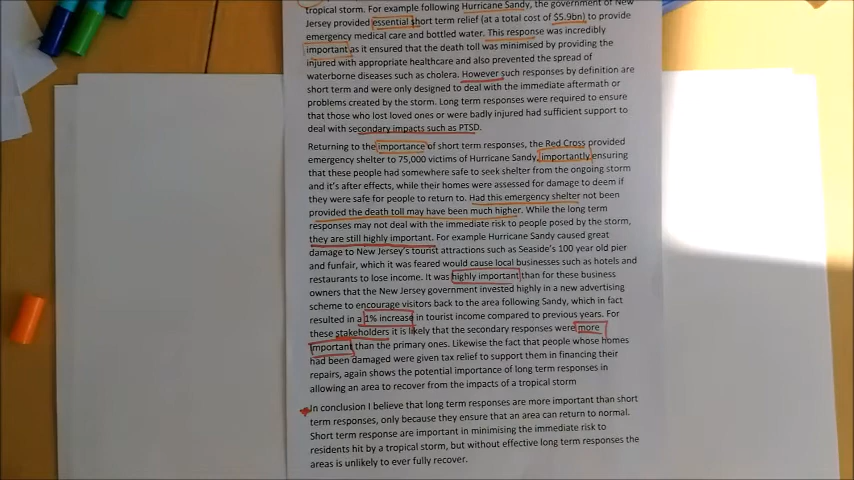 tropical storm. For example following Hurricane Sandy, the government of New
Jersey provided essential short term relief (at a total cost of $5.9bn) to provide
emergency medical care and bottled water. This response was incredibly
important as it ensured that the death toll was minimised by providing the
injured with appropriate healthcare and also prevented the spread of
waterborne diseases such as cholera. However such responses by definition are
short term and were only designed to deal with the immediate aftermath or
problems created by the storm. Long term responses were required to ensure
that those who lost loved ones or were badly injured had sufficient support to
deal with secondary impacts such as PTSD.
Returning to the importance of short term responses, the Red Cross provided
emergency shelter to 75,000 victims of Hurricane Sandy, importantly ensuring
that these people had somewhere safe to seek shelter from the ongoing storm
and it's after effects, while their homes were assessed for damage to deem if
they were safe for people to return to. Had this emergency shelter not been
provided the death toll may have been much higher. While the long term
responses may not deal with the immediate risk to people posed by the storm,
they are still highly important. For example Hurricane Sandy caused great
damage to New Jersey's tourist attractions such as Seaside's 100 year old pier
and funfair, which it was feared would cause local businesses such as hotels and
restaurants to lose income. It was highly important than for these business
owners that the New Jersey government invested highly in a new advertising
scheme to encourage visitors back to the area following Sandy, which in fact
resulted in a 1% increase in tourist income compared to previous years. For
these stakeholders it is likely that the secondary responses were more
important than the primary ones. Likewise the fact that people whose homes
had been damaged were given tax relief to support them in financing their
repairs, again shows the potential importance of long term responses in
allowing an area to recover from the impacts of a tropical storm
In conclusion I believe that long term responses are more important than short
term responses, only because they ensure that an area can return to normal.
Short term response are important in minimising the immediate risk to
residents hit by a tropical storm, but without effective long term responses the
areas is unlikely to ever fully recover.